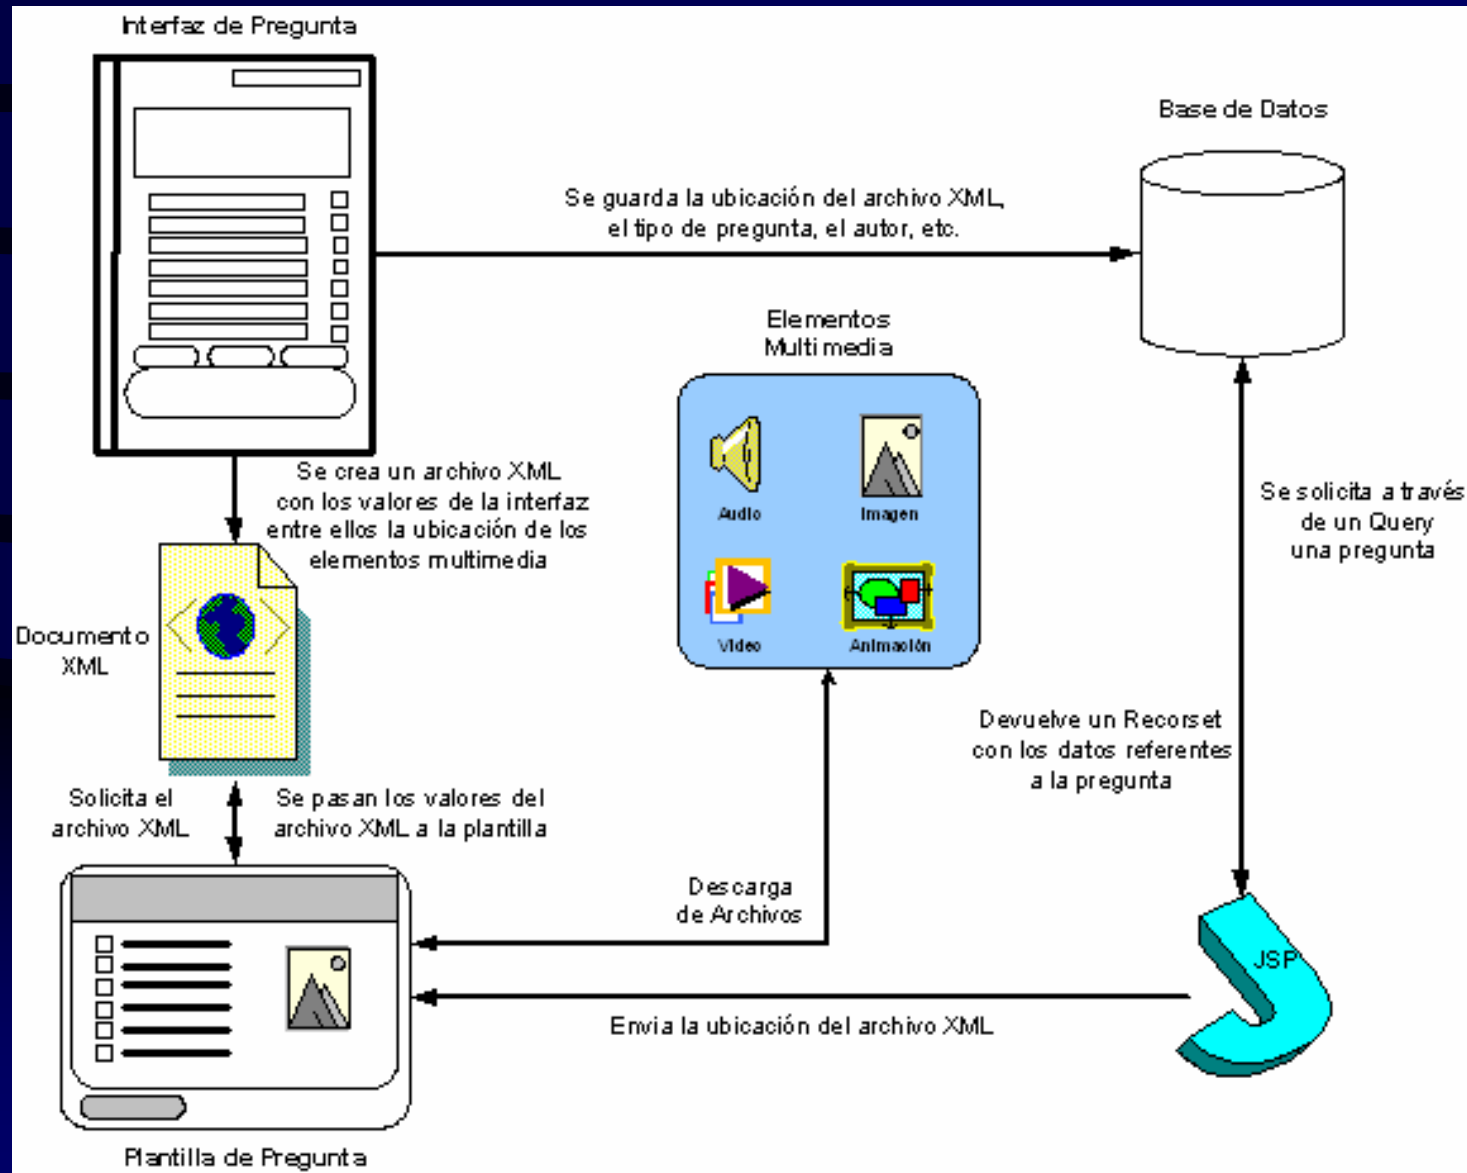 Interfaz de Pregunta
Base de Datos
Se guarda la ubicación del archivo XML,
el tipo de pregunta, el autor, etc.
Elementos
Multimedia
Audio
Imagen
Video
Animación
Se crea un archivo XML
con los valores de la interfaz
entre ellos la ubicación de los
elementos multimedia
Se solicita a través
de un Query
una pregunta
Documento
XML
Devuelve un Recorset
con los datos referentes
a la pregunta
Solicita el
archivo XML
Se pasan los valores del
archivo XML a la plantilla
Descarga
de Archivos
JSP
Envia la ubicación del archivo XML
Plantilla de Pregunta